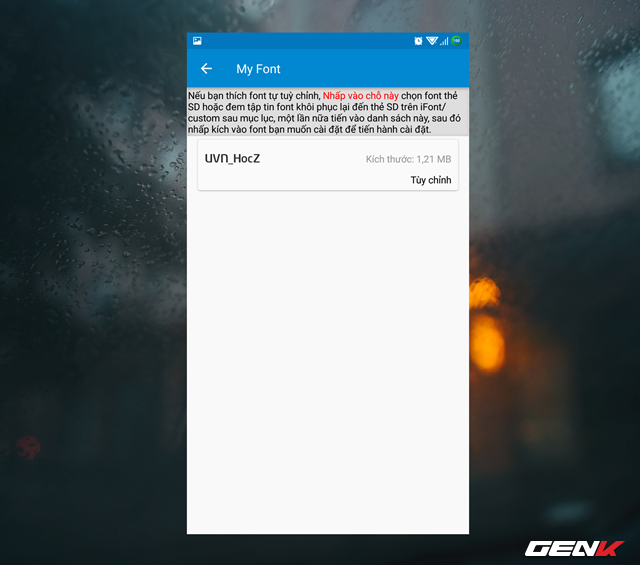 My Font
Nếu bạn thích font tự tuỳ chỉnh, Nhấp vào chỗ này chọn font thẻ
SD hoặc đem tập tin font khôi phục lại đến thẻ SD trên iFont/
custom sau mục lục, một lần nữa tiến vào danh sách này, sau đó
nhấp kích vào font bạn muốn cài đặt để tiến hành cài đặt.
UVN_HocZ
Kích thước: 1,21 MB
Tùy chỉnh
GENK